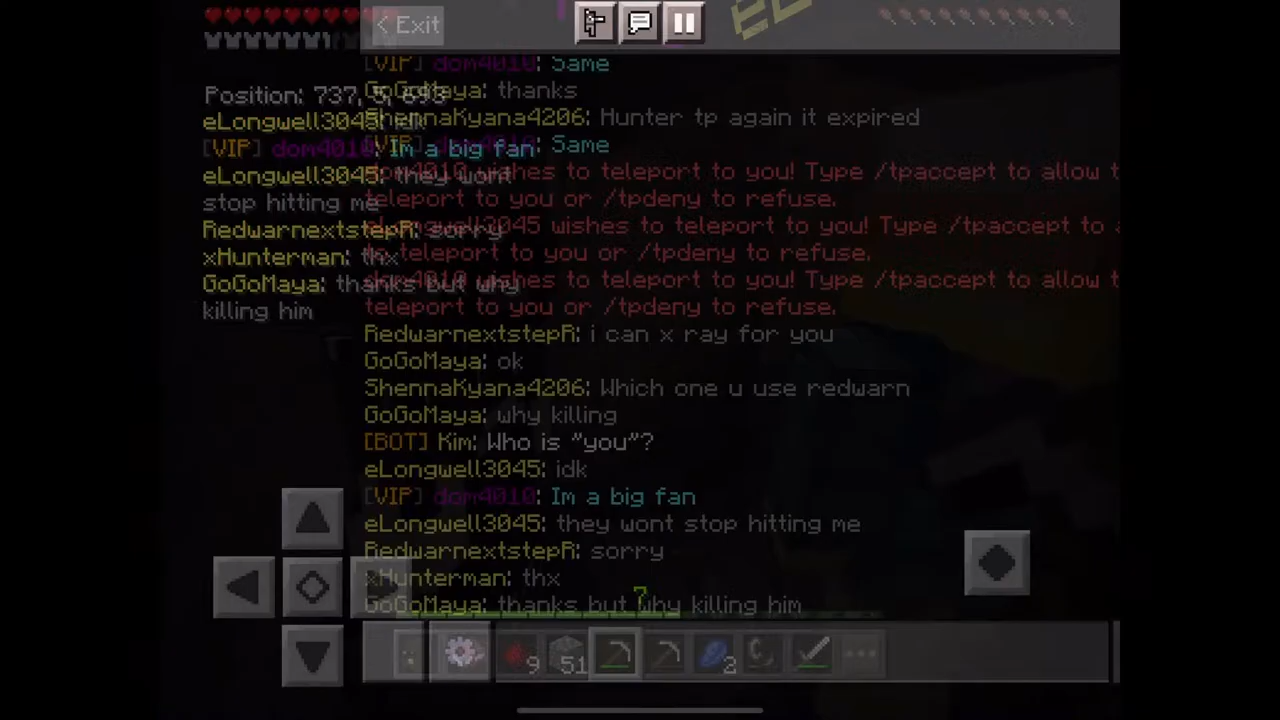 < Exit
[VIP] dom4010: Same
GoGoMaya: thanks
ShennaKyana4206: Hunter tp again it expired
[VIP] dom4010: Same
dom4010 wishes to teleport to you! Type /tpaccept to allow
teleport to you or /tpdeny to refuse.
eLongwell3045 wishes to teleport to you! Type /tpaccept to
teleport to you or /tpdeny to refuse.
dom4010 wishes to teleport to you! Type /tpaccept to allow
teleport to you or /tpdeny to refuse.
RedwarnextstepR: i can x ray for you
GoGoMaya: ok
ShennaKyana4206: Which one u use redwarn
GoGoMaya: why killing
[BOT] Kim: Who is "you"?
eLongwell3045: idk
[VIP] dom4010: Im a big fan
eLongwell3045: they wont stop hitting me
RedwarnextstepR: sorry
xHunterman: thx
GoGoMaya: thanks but why killing him
Position: 737, 5, 
eLongwell3045: idk
[VIP] dom4010: Im a big fan
eLongwell3045: they wont
stop hitting me
RedwarnextstepR: sorry
xHunterman: thx
GoGoMaya: thanks but why
killing him
7
9
51
2